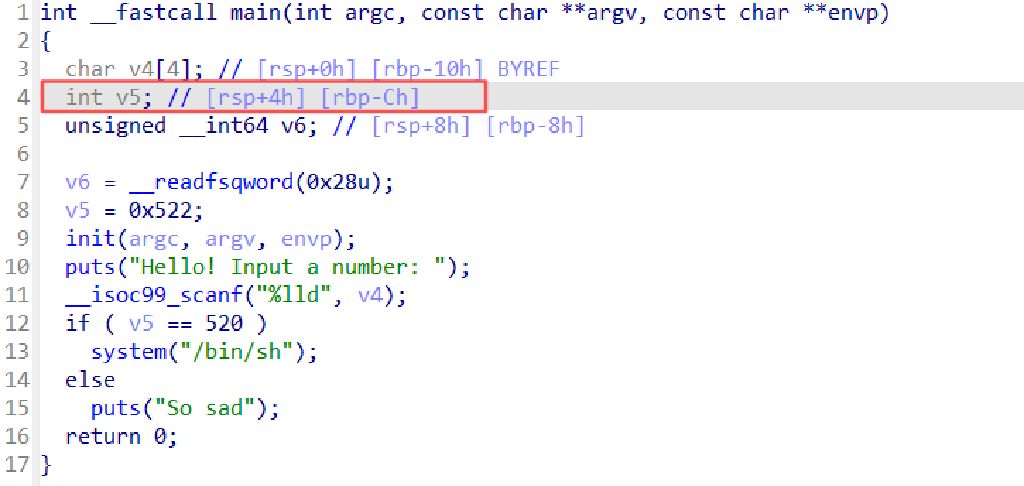 1 int __fastcall main(int argc, const char **argv, const char **envp)
2 {
3   char v4[4]; // [rsp+0h] [rbp-10h] BYREF
4   int v5; // [rsp+4h] [rbp-Ch]
5   unsigned __int64 v6; // [rsp+8h] [rbp-8h]
6
7   v6 = __readfsqword(0x28u);
8   v5 = 0x522;
9   init(argc, argv, envp);
10   puts("Hello! Input a number: ");
11   __isoc99_scanf("%lld", v4);
12   if ( v5 == 520 )
13     system("/bin/sh");
14   else
15     puts("So sad");
16   return 0;
17 }